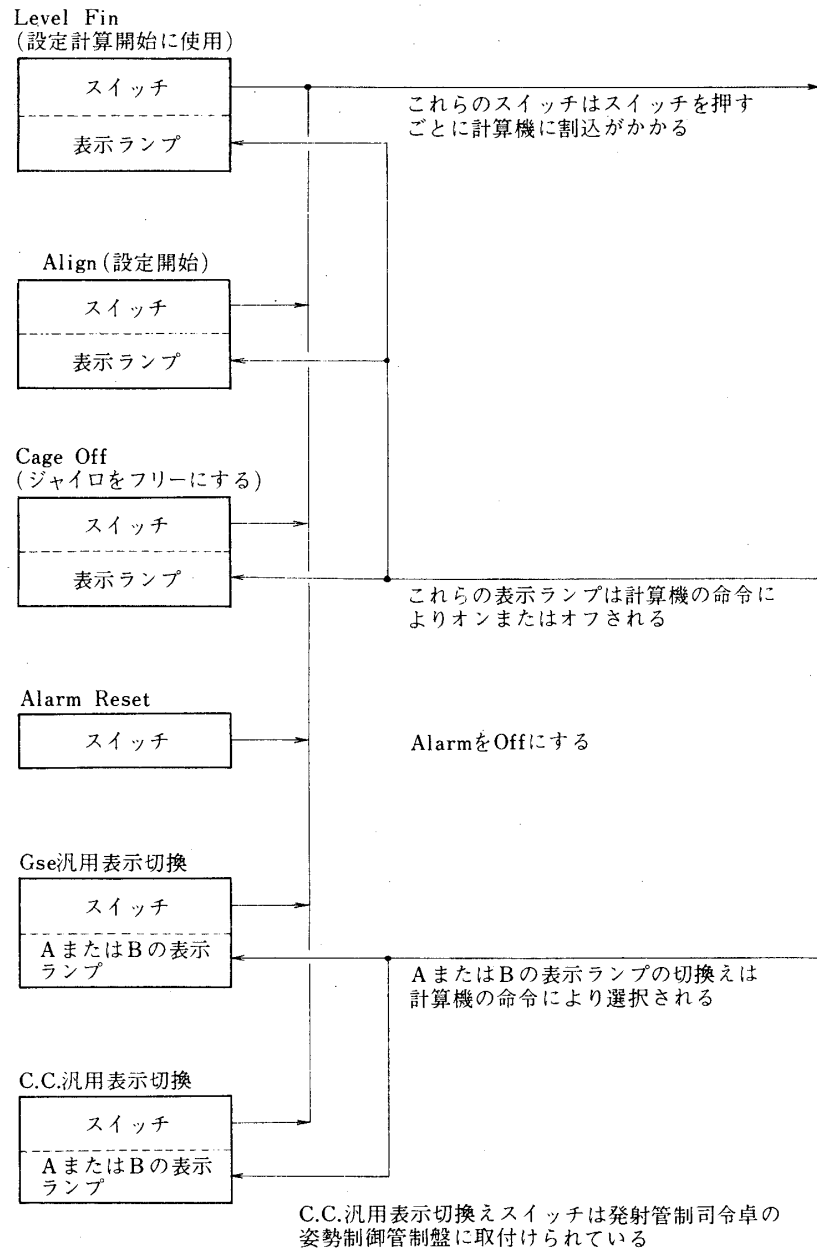 Level Fin
(設定計算開始に使用)
スイッチ
表示ランプ
これらのスイッチはスイッチを押す
ごとに計算機に割込がかかる
Align(設定開始)
スイッチ
表示ランプ
Cage Off
(ジャイロをフリーにする)
スイッチ
表示ランプ
これらの表示ランプは計算機の命令に
よりオンまたはオフされる
Alarm Reset
スイッチ
AlarmをOffにする
Gse汎用表示切換
スイッチ
AまたはBの表示
ランプ
AまたはBの表示ランプの切換えは
計算機の命令により選択される
C.C.汎用表示切換
スイッチ
AまたはBの表示
ランプ
C.C.汎用表示切換えスイッチは発射管制司令卓の
姿勢制御管制盤に取付けられている